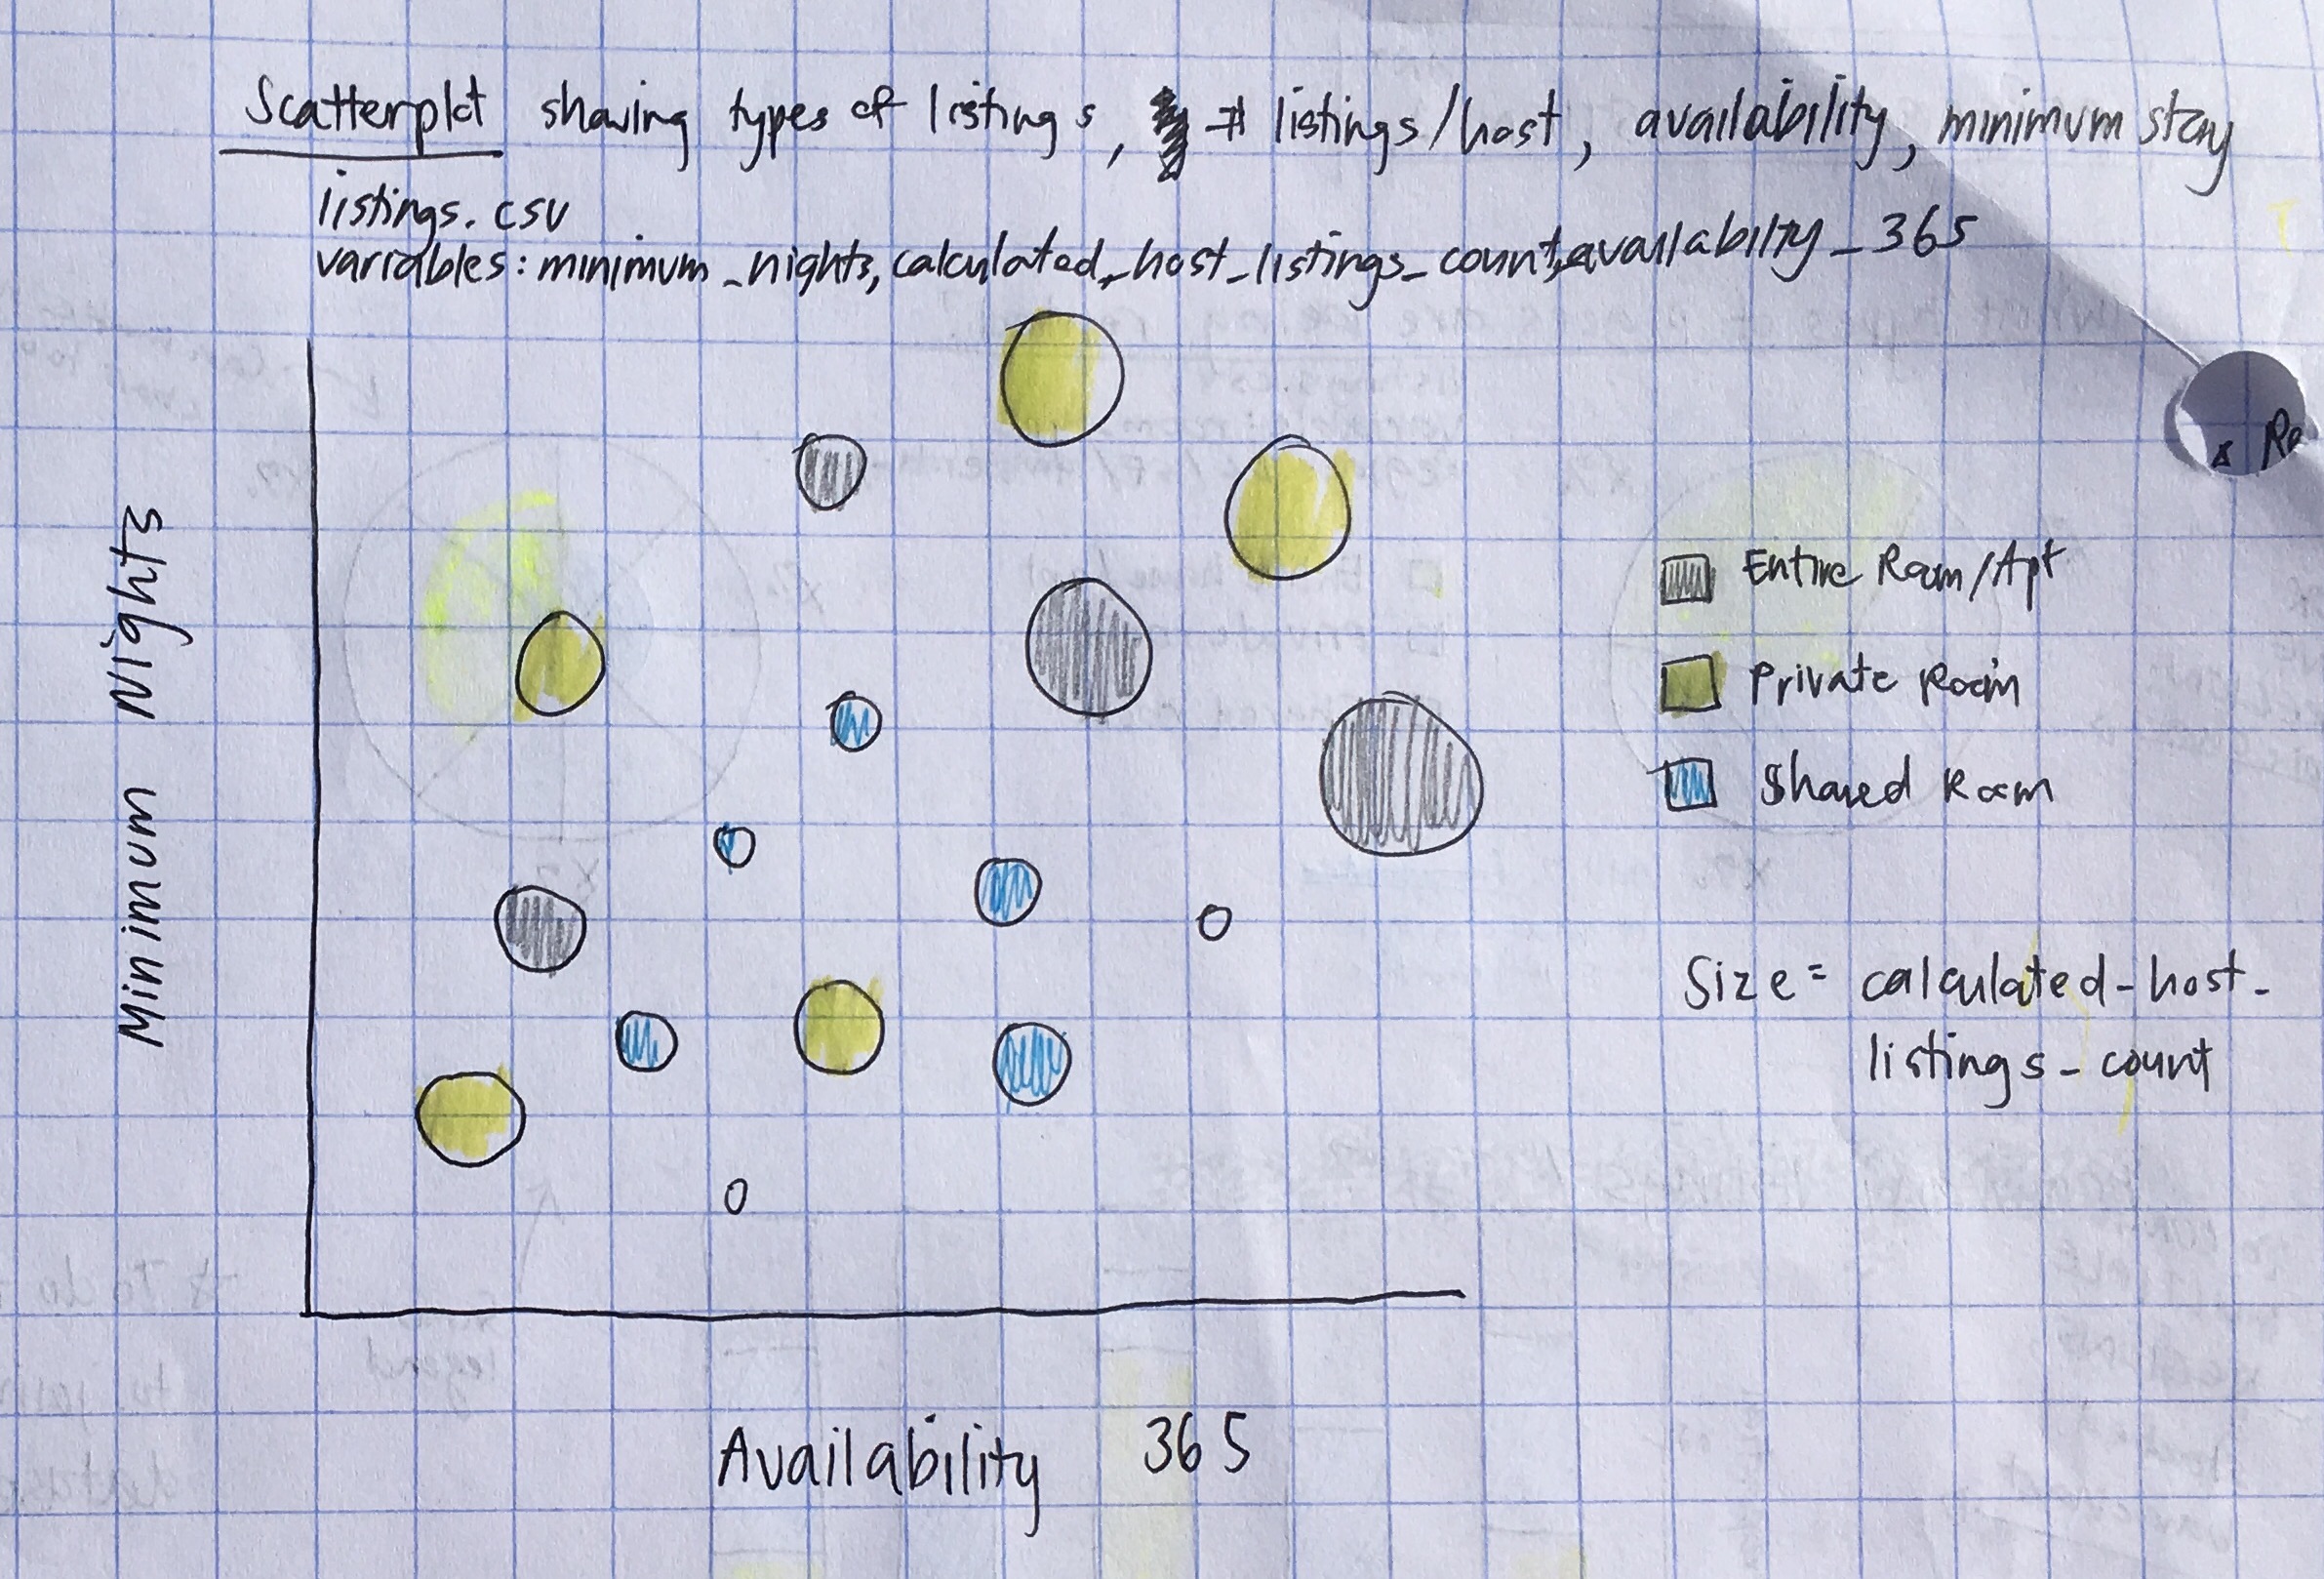 Scatterplot showing types of listings, # listings/host, availability, minimum stay
listings.csv
variables: minimum_nights, calculated_host_listings_count, availability_365
Minimum Nights
Entire Room/Apt
Private Room
Shared Room
Size = calculated-host-
listings-count
Availability 365